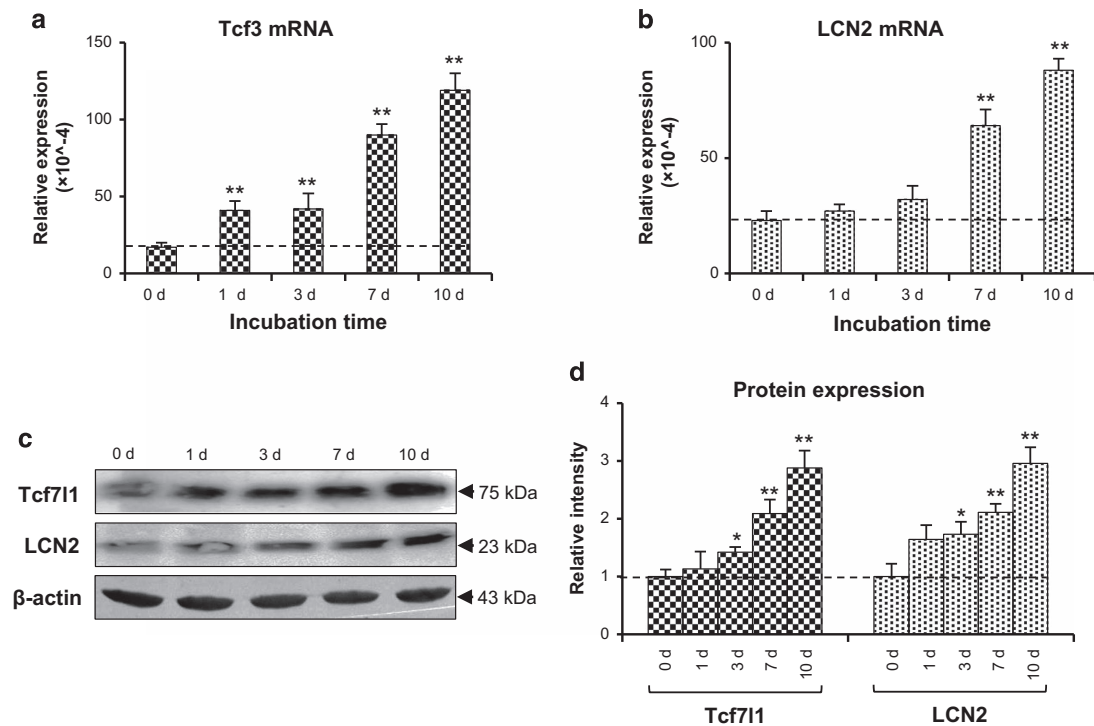 a
Tcf3 mRNA
Relative expression
(×10^-4)
150
100
50
0
**
**
**
**
0 d 1 d 3 d 7 d 10 d
Incubation time
b
LCN2 mRNA
Relative expression
(×10^-4)
100
50
0
**
**
0 d 1 d 3 d 7 d 10 d
Incubation time
c
0 d 1 d 3 d 7 d 10 d
Tcf7l1 75 kDa
LCN2 23 kDa
β-actin 43 kDa
d
Protein expression
Relative intensity
4
3
2
1
0
*
**
**
*
**
**
0 d 1 d 3 d 7 d 10 d 0 d 1 d 3 d 7 d 10 d
Tcf7l1 LCN2